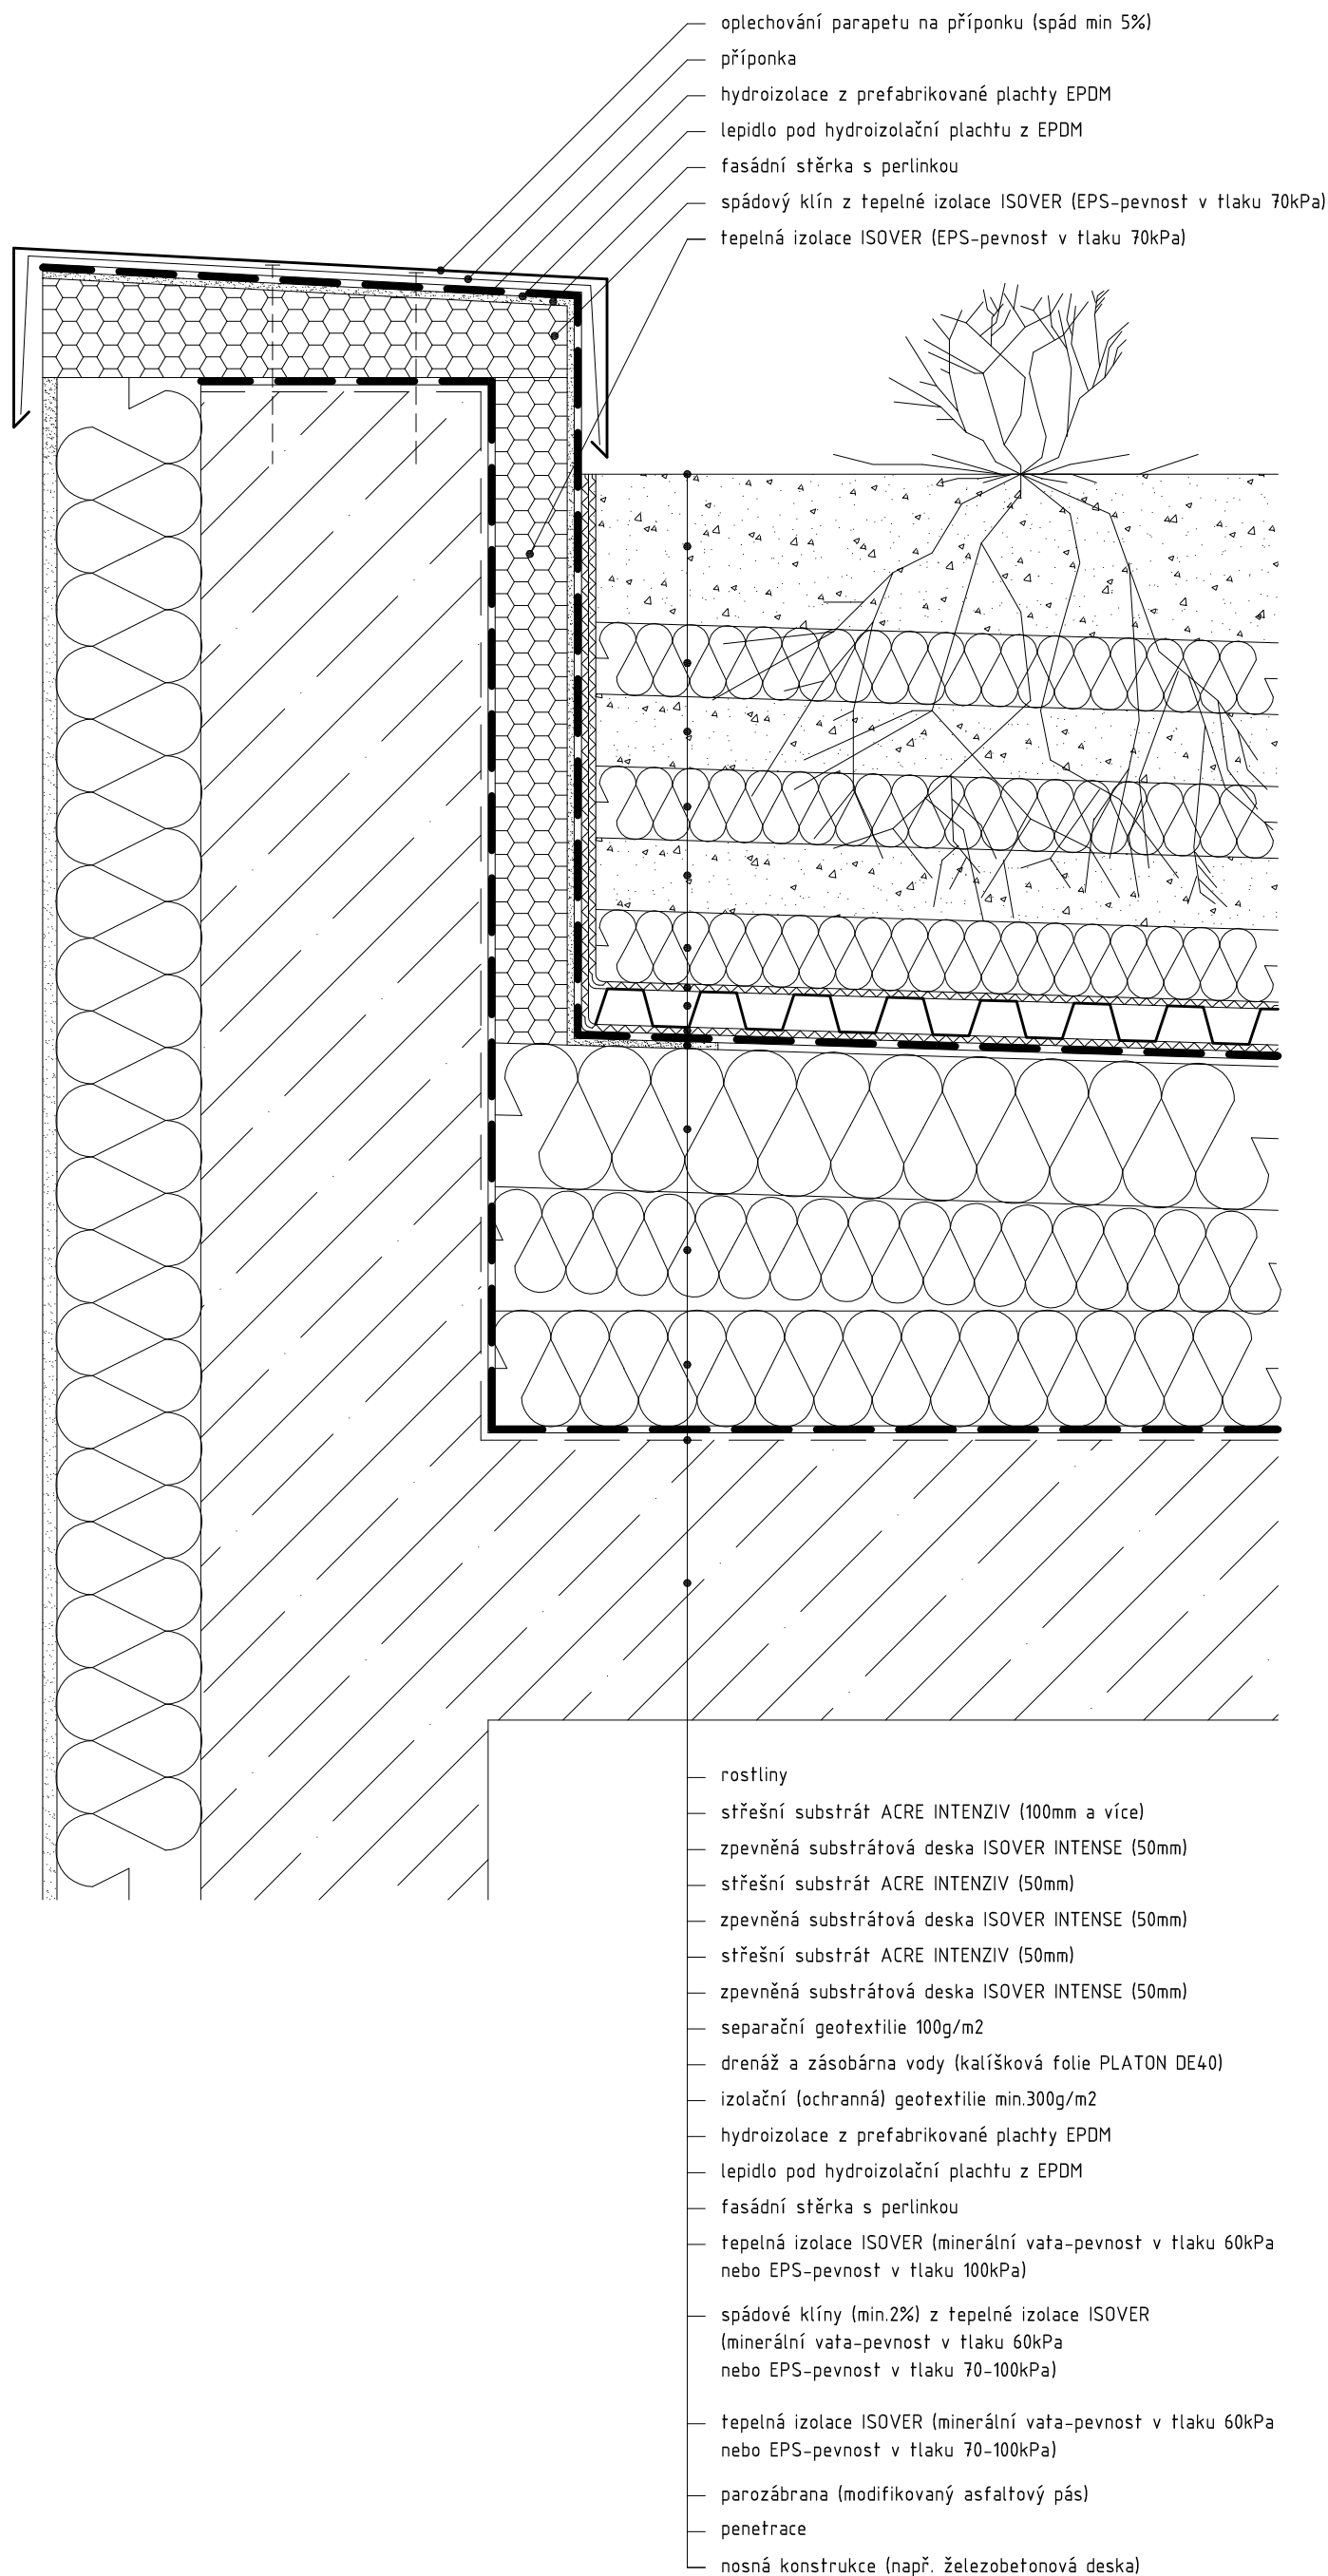 oplechování parapetu na příponku (spád min 5%)
příponka
hydroizolace z prefabrikované plachty EPDM
lepidlo pod hydroizolační plachtu z EPDM
fasádní stěrka s perlinkou
spádový klín z tepelné izolace ISOVER (EPS-pevnost v tlaku 70kPa)
tepelná izolace ISOVER (EPS-pevnost v tlaku 70kPa)
rostliny
střešní substrát ACRE INTENZIV (100mm a více)
zpevněná substrátová deska ISOVER INTENSE (50mm)
střešní substrát ACRE INTENZIV (50mm)
zpevněná substrátová deska ISOVER INTENSE (50mm)
střešní substrát ACRE INTENZIV (50mm)
zpevněná substrátová deska ISOVER INTENSE (50mm)
separační geotextilie 100g/m2
drenáž a zásobárna vody (kalíšková folie PLATON DE40)
izolační (ochranná) geotextilie min.300g/m2
hydroizolace z prefabrikované plachty EPDM
lepidlo pod hydroizolační plachtu z EPDM
fasádní stěrka s perlinkou
tepelná izolace ISOVER (minerální vata-pevnost v tlaku 60kPa
nebo EPS-pevnost v tlaku 100kPa)
spádové klíny (min.2%) z tepelné izolace ISOVER
(minerální vata-pevnost v tlaku 60kPa
nebo EPS-pevnost v tlaku 70-100kPa)
tepelná izolace ISOVER (minerální vata-pevnost v tlaku 60kPa
nebo EPS-pevnost v tlaku 70-100kPa)
parozábrana (modifikovaný asfaltový pás)
penetrace
nosná konstrukce (např. železobetonová deska)